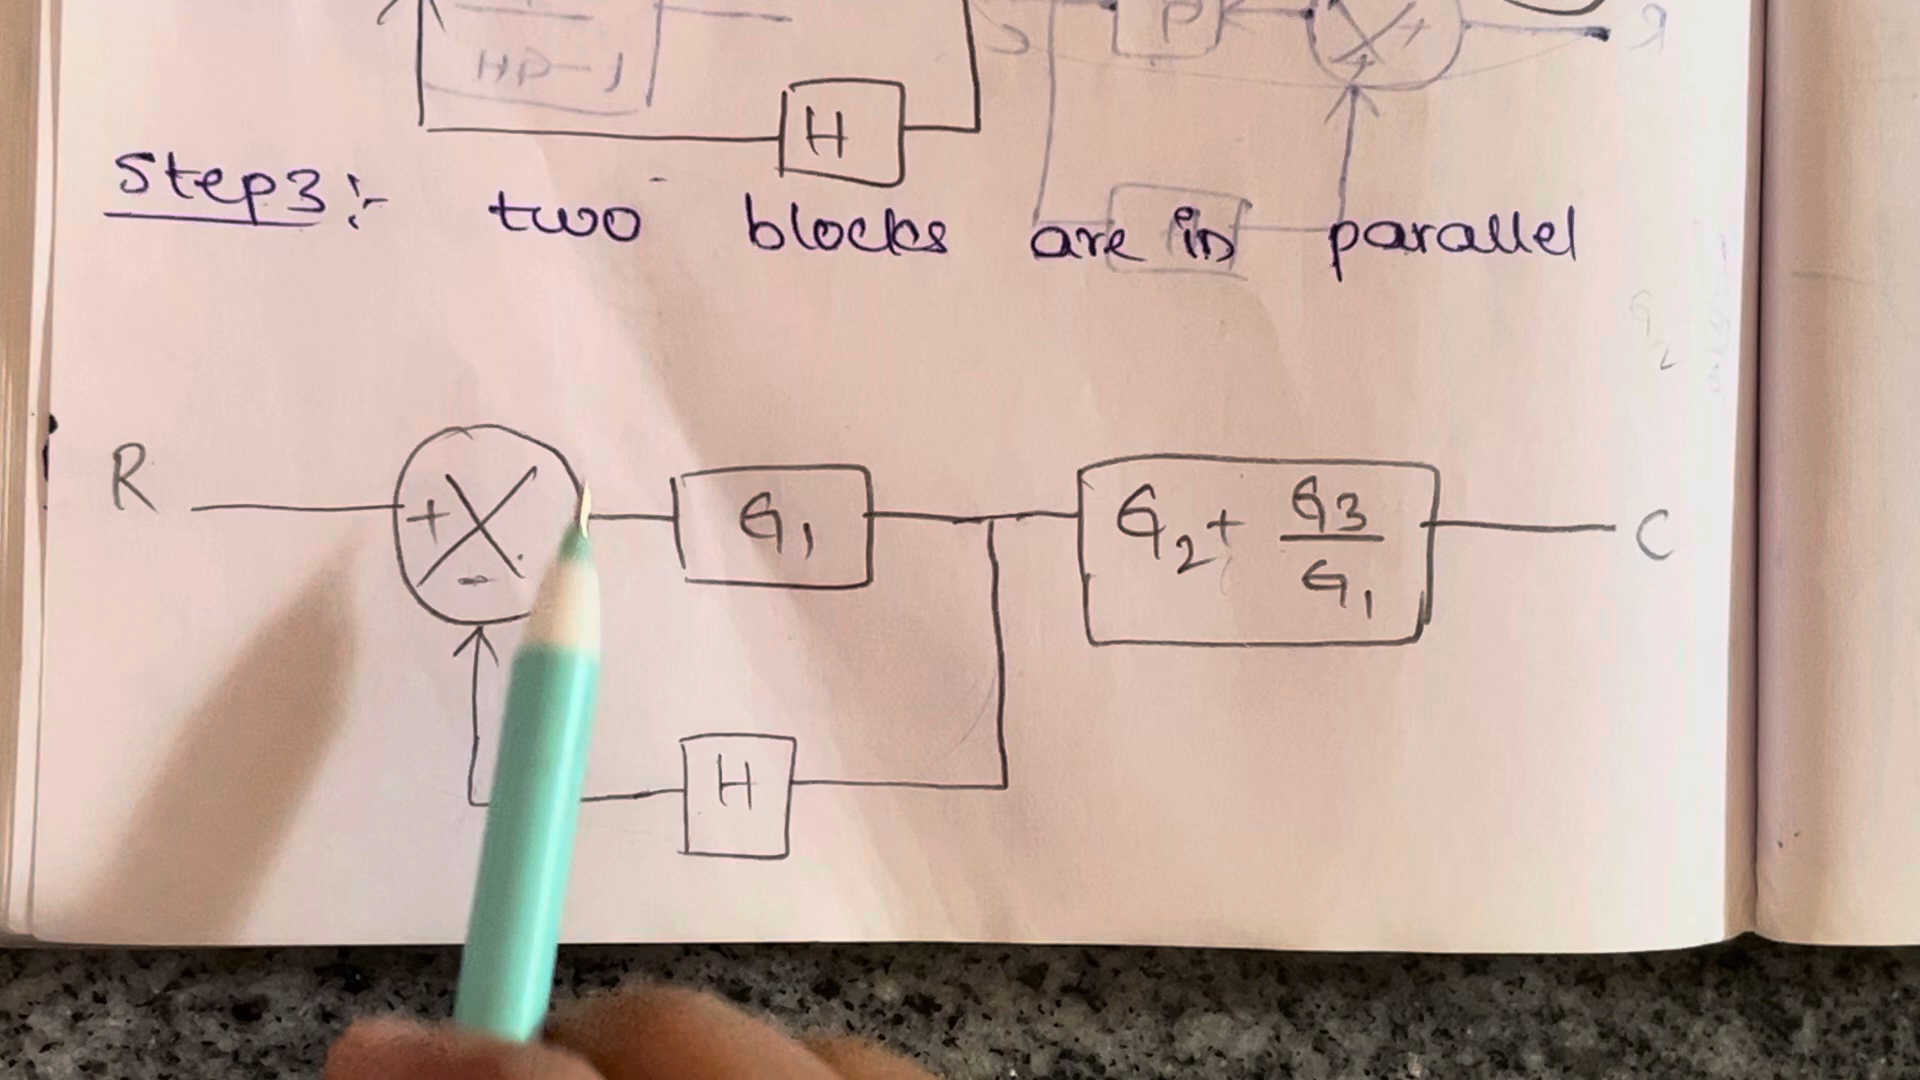 H
Step3:- two blocks are in parallel
R + - G1 G2 + G3/G1 C
H